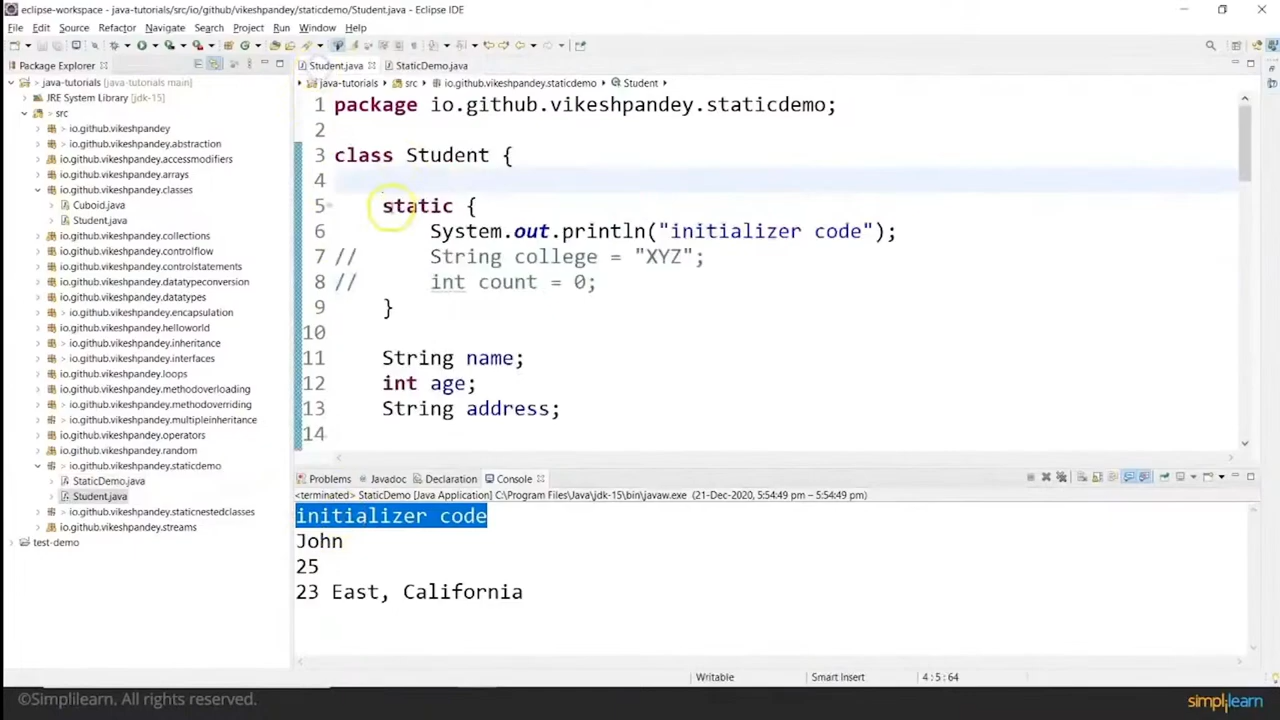 eclipse-workspace - java-tutorials/src/io/github/vikeshpandey/staticdemo/Student.java - Eclipse IDE
File Edit Source Refactor Navigate Search Project Run Window Help
Package Explorer
java-tutorials [java-tutorials main]
JRE System Library [jdk-15]
src
io.github.vikeshpandey
io.github.vikeshpandey.abstraction
io.github.vikeshpandey.accessmodifiers
io.github.vikeshpandey.arrays
io.github.vikeshpandey.classes
Cuboid.java
Student.java
io.github.vikeshpandey.collections
io.github.vikeshpandey.controlflow
io.github.vikeshpandey.controlstatements
io.github.vikeshpandey.datatypeconversion
io.github.vikeshpandey.datatypes
io.github.vikeshpandey.encapsulation
io.github.vikeshpandey.helloworld
io.github.vikeshpandey.inheritance
io.github.vikeshpandey.interfaces
io.github.vikeshpandey.loops
io.github.vikeshpandey.methodoverloading
io.github.vikeshpandey.methodoverriding
io.github.vikeshpandey.multipleinheritance
io.github.vikeshpandey.operators
io.github.vikeshpandey.random
io.github.vikeshpandey.staticdemo
StaticDemo.java
Student.java
io.github.vikeshpandey.staticnestedclasses
io.github.vikeshpandey.streams
test-demo
Student.java StaticDemo.java
java-tutorials src io.github.vikeshpandey.staticdemo Student
1 package io.github.vikeshpandey.staticdemo;
2
3 class Student {
4
5 static {
6 System.out.println("initializer code");
7 // String college = "XYZ";
8 // int count = 0;
9 }
10
11 String name;
12 int age;
13 String address;
14
Problems Javadoc Declaration Console
<terminated> StaticDemo [Java Application] C:\Program Files\Java\jdk-15\bin\javaw.exe (21-Dec-2020, 5:54:49 pm – 5:54:49 pm)
initializer code
John
25
23 East, California
Writable Smart Insert 4 : 5 : 64
©Simplilearn. All rights reserved. simplilearn